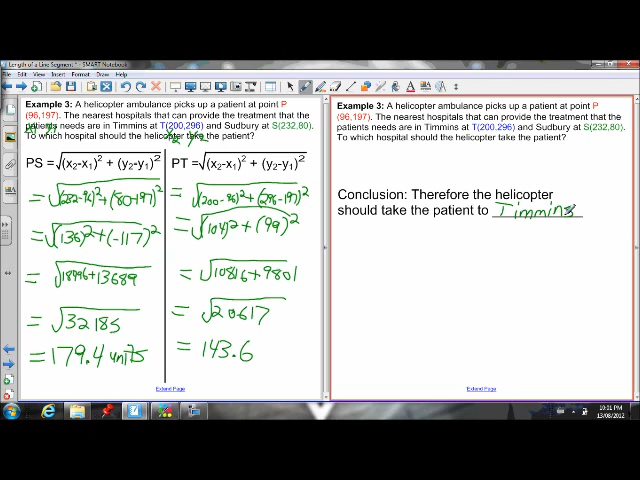 Length of a Line Segment * - SMART Notebook
File Edit View Insert Format Draw Help
Example 3: A helicopter ambulance picks up a patient at point P
(96,197). The nearest hospitals that can provide the treatment that the
patients needs are in Timmins at T(200,296) and Sudbury at S(232,80).
To which hospital should the helicopter take the patient?
x₂ y₂
PS =√(x₂-x₁)² + (y₂-y₁)²
= √(232-96)²+(80-197)²
= √(136)²+(-117)²
= √18496+13689
= √32185
= 179.4 units
PT =√(x₂-x₁)² + (y₂-y₁)²
= √(200-96)²+(296-197)²
= √(104)²+(99)²
= √10816+9801
= √20617
= 143.6
Extend Page
Example 3: A helicopter ambulance picks up a patient at point P
(96,197). The nearest hospitals that can provide the treatment that the
patients needs are in Timmins at T(200,296) and Sudbury at S(232,80).
To which hospital should the helicopter take the patient?
Conclusion: Therefore the helicopter
should take the patient to Timmins
Extend Page
10:01 PM
13/08/2012